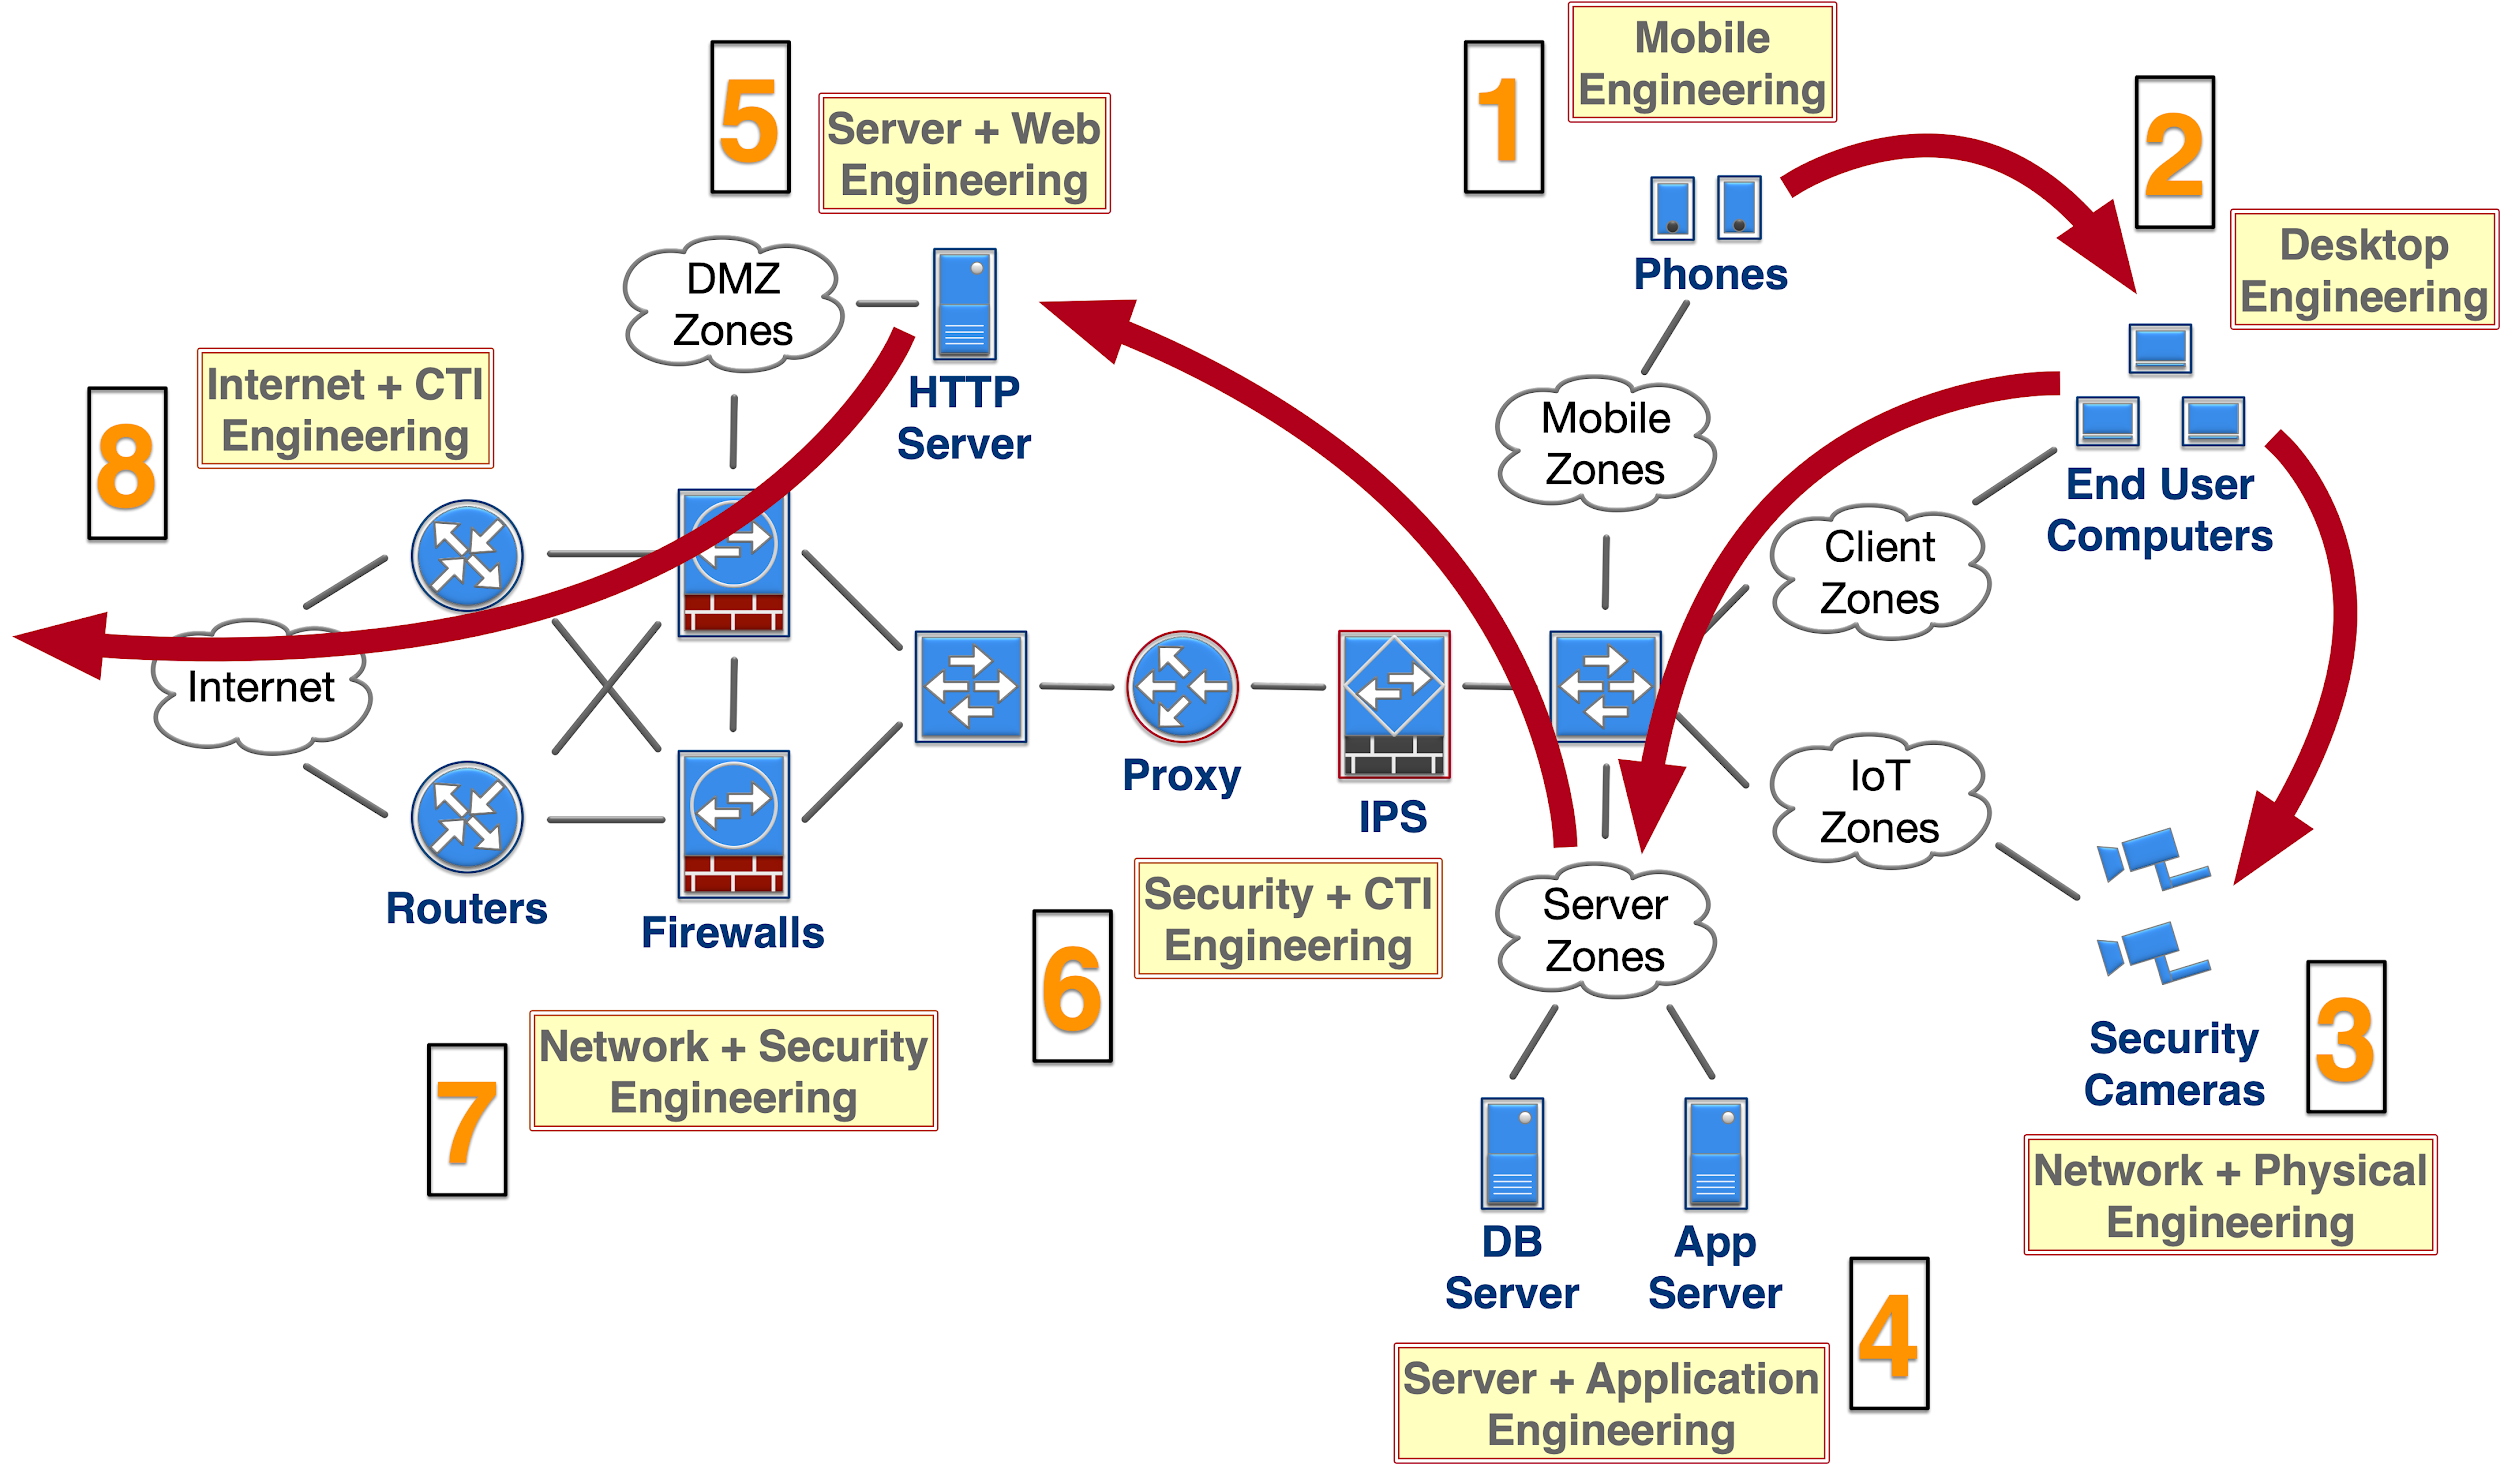 1
Mobile
Engineering
Phones
2
Desktop
Engineering
End User
Computers
5
Server + Web
Engineering
DMZ
Zones
HTTP
Server
8
Internet + CTI
Engineering
Mobile
Zones
Client
Zones
Internet
Routers
Firewalls
Proxy
IPS
IoT
Zones
Server
Zones
6
Security + CTI
Engineering
7
Network + Security
Engineering
Security
Cameras
3
Network + Physical
Engineering
DB
Server
App
Server
4
Server + Application
Engineering